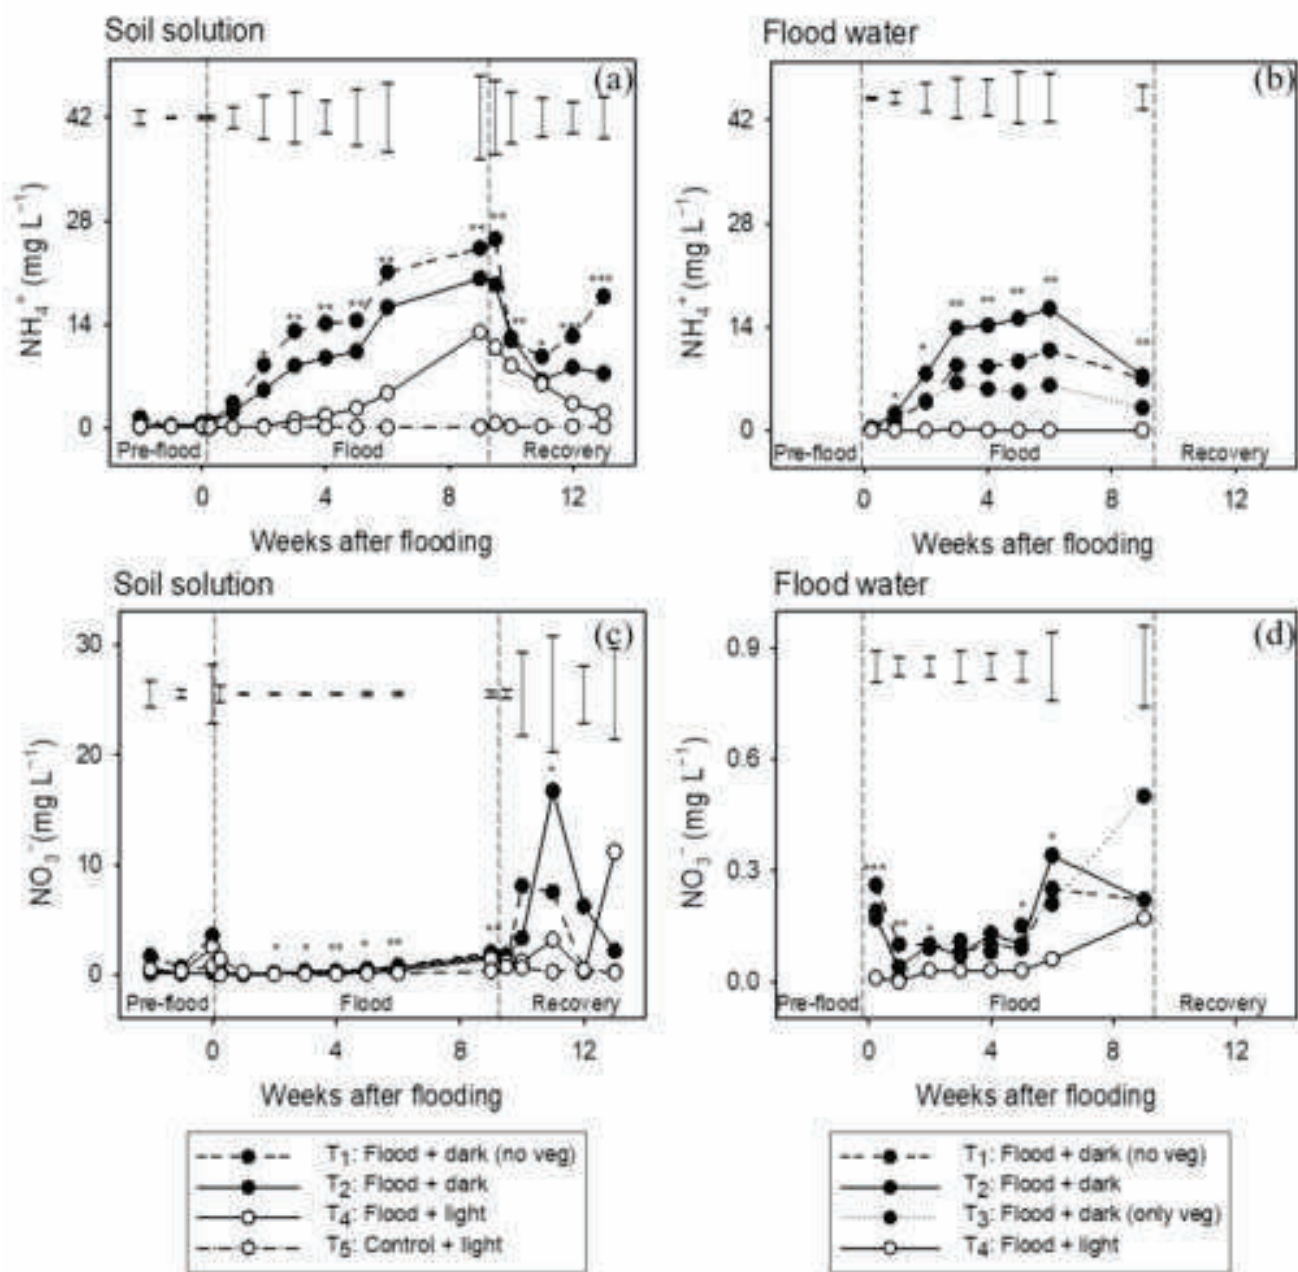 Soil solution
(a)
42
28
14
0
NH₄⁺ (mg L⁻¹)
**
**
**
**
**
**
*
**
*
***
***
Pre-flood Flood Recovery
0 4 8 12
Weeks after flooding
Flood water
(b)
42
28
14
0
NH₄⁺ (mg L⁻¹)
*
*
**
**
**
**
**
Pre-flood Flood Recovery
0 4 8 12
Weeks after flooding
Soil solution
(c)
30
20
10
0
NO₃⁻ (mg L⁻¹)
*
*
**
*
**
**
*
Pre-flood Flood Recovery
0 4 8 12
Weeks after flooding
Flood water
(d)
0.9
0.6
0.3
0.0
NO₃⁻ (mg L⁻¹)
***
**
*
*
*
Pre-flood Flood Recovery
0 4 8 12
Weeks after flooding
T₁: Flood + dark (no veg)
T₂: Flood + dark
T₄: Flood + light
T₅: Control + light
T₁: Flood + dark (no veg)
T₂: Flood + dark
T₃: Flood + dark (only veg)
T₄: Flood + light